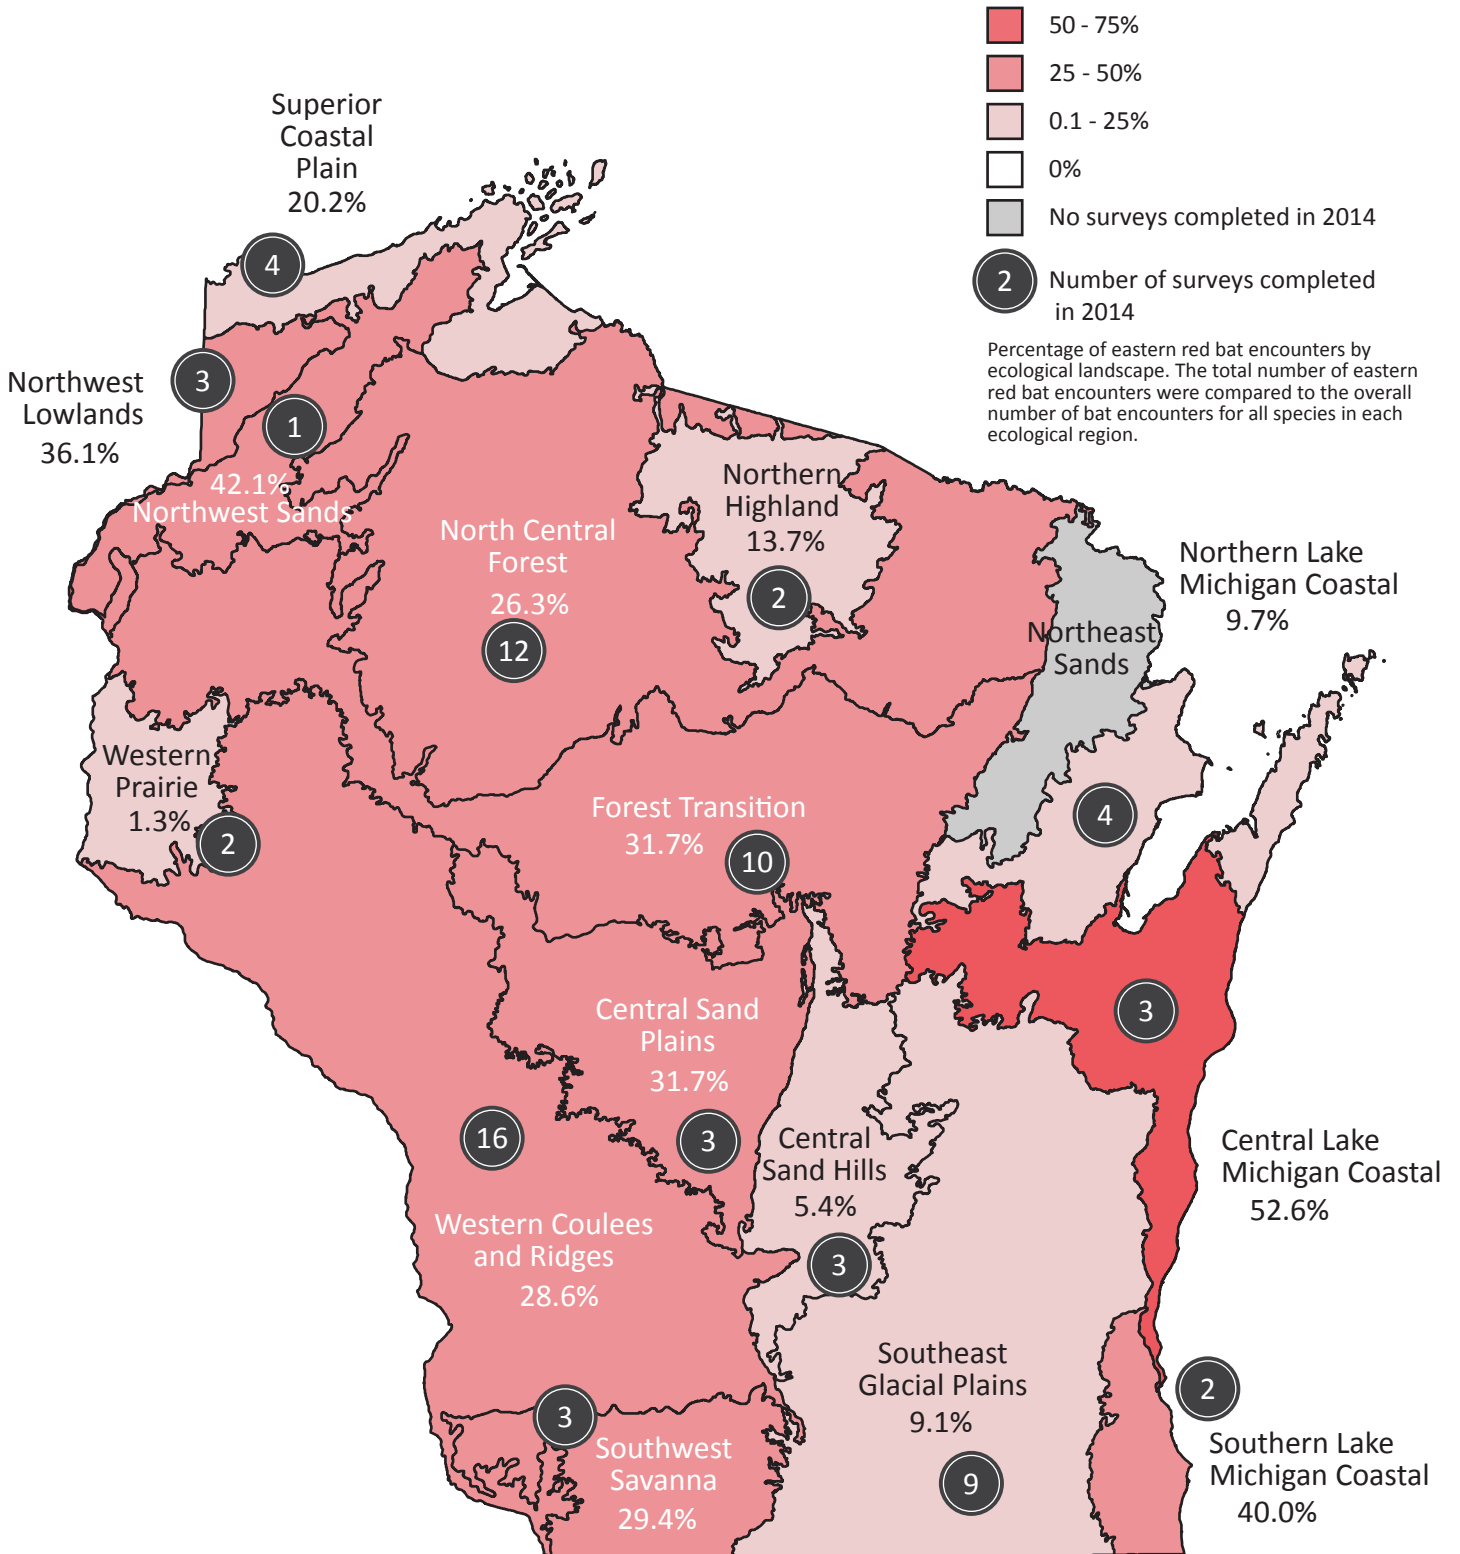 50 - 75%
25 - 50%
0.1 - 25%
0%
No surveys completed in 2014
2
Number of surveys completed
in 2014
Percentage of eastern red bat encounters by
ecological landscape. The total number of eastern
red bat encounters were compared to the overall
number of bat encounters for all species in each
ecological region.
Superior
Coastal
Plain
20.2%
4
Northwest
Lowlands
36.1%
3
1
42.1%
Northwest Sands
North Central
Forest
26.3%
12
Northern
Highland
13.7%
2
Northeast
Sands
Northern Lake
Michigan Coastal
9.7%
4
Western
Prairie
1.3%
2
Forest Transition
31.7%
10
Central Sand
Plains
31.7%
3
3
Central Lake
Michigan Coastal
52.6%
16
Western Coulees
and Ridges
28.6%
Central
Sand Hills
5.4%
3
Southeast
Glacial Plains
9.1%
9
2
Southern Lake
Michigan Coastal
40.0%
3
Southwest
Savanna
29.4%